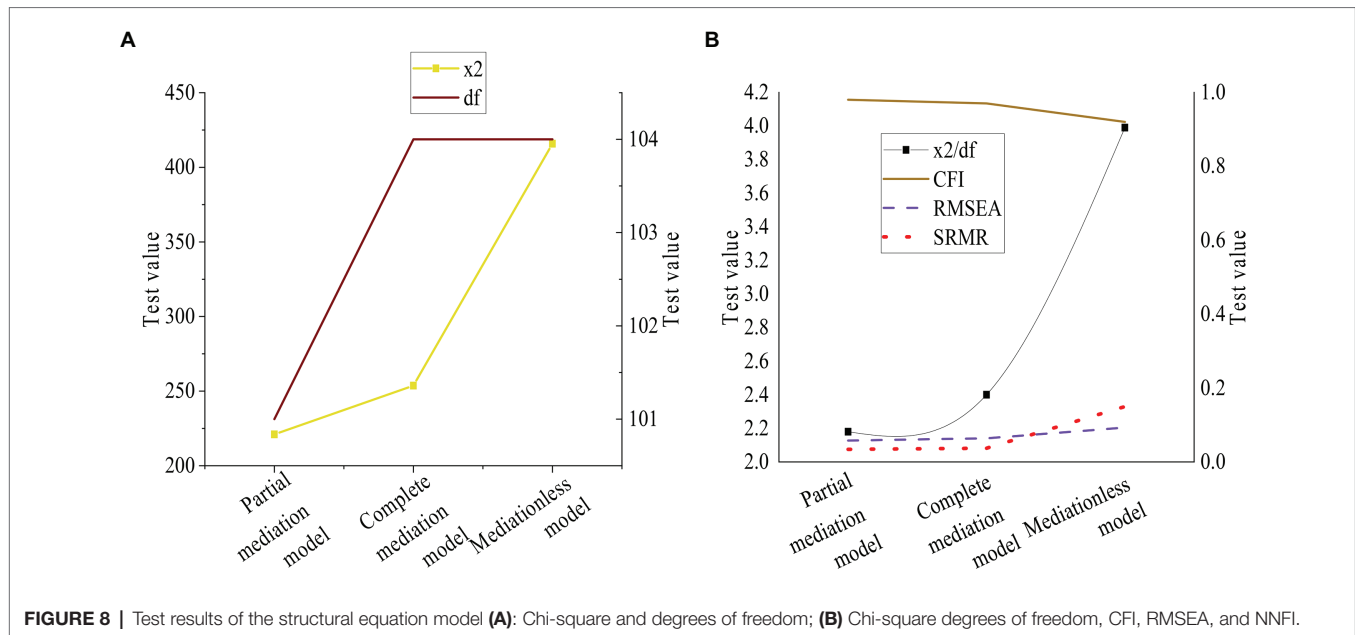 A
x2
df
450
400
350
300
250
200
Test value
104
103
102
101
Test value
Partial
mediation
model
Complete
mediation
model
Mediationless
model
B
x2/df
CFI
RMSEA
SRMR
4.2
4.0
3.8
3.6
3.4
3.2
3.0
2.8
2.6
2.4
2.2
2.0
Test value
1.0
0.8
0.6
0.4
0.2
0.0
Test value
Partial
mediation
model
Complete
mediation
model
Mediationless
model
FIGURE 8 | Test results of the structural equation model (A): Chi-square and degrees of freedom; (B) Chi-square degrees of freedom, CFI, RMSEA, and NNFI.